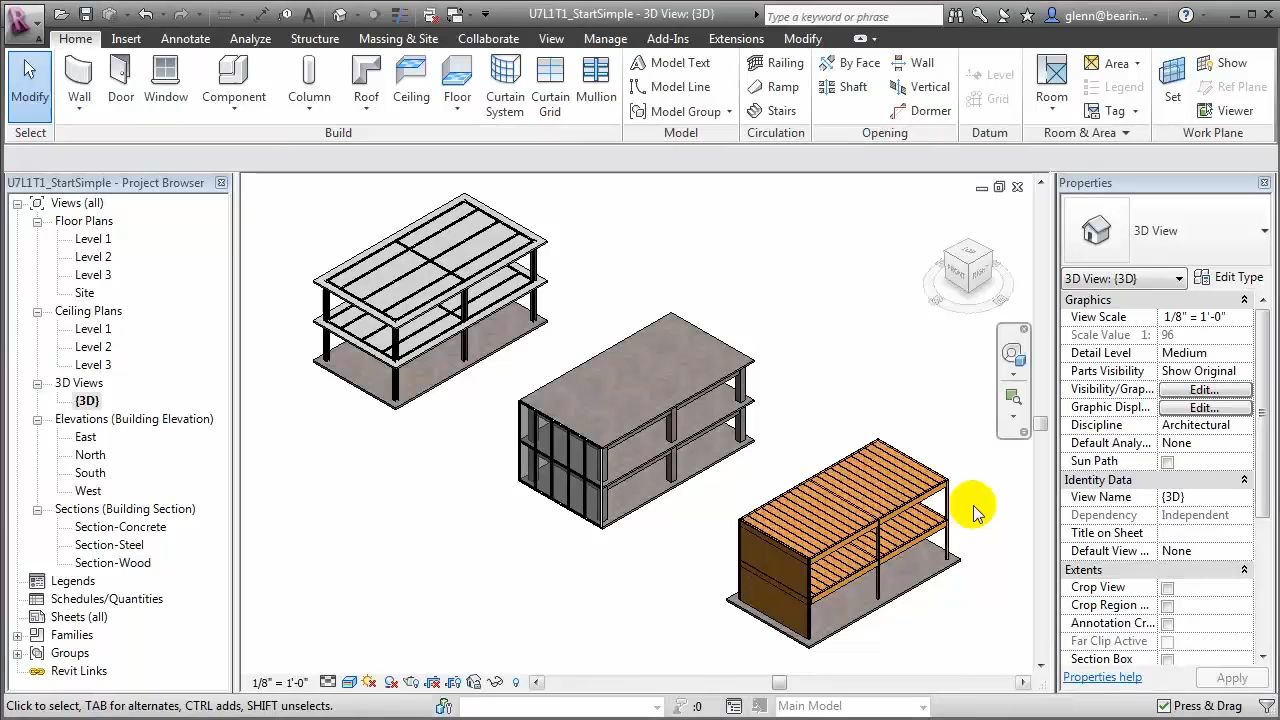 U7L1T1_StartSimple - 3D View: {3D}
Type a keyword or phrase
glenn@bearin...
Home Insert Annotate Analyze Structure Massing & Site Collaborate View Manage Add-Ins Extensions Modify
Modify Wall Door Window Component Column Roof Ceiling Floor Curtain System Curtain Grid Mullion
Model Text
Model Line
Model Group
Railing
Ramp
Stairs
By Face
Shaft
Wall
Vertical
Dormer
Level
Grid
Room
Area
Legend
Tag
Set
Show
Ref Plane
Viewer
Select Build Model Circulation Opening Datum Room & Area Work Plane
U7L1T1_StartSimple - Project Browser
Views (all)
Floor Plans
Level 1
Level 2
Level 3
Site
Ceiling Plans
Level 1
Level 2
Level 3
3D Views
{3D}
Elevations (Building Elevation)
East
North
South
West
Sections (Building Section)
Section-Concrete
Section-Steel
Section-Wood
Legends
Schedules/Quantities
Sheets (all)
Families
Groups
Revit Links
Properties
3D View
3D View: {3D} Edit Type
Graphics
View Scale 1/8" = 1'-0"
Scale Value 1: 96
Detail Level Medium
Parts Visibility Show Original
Visibility/Grap... Edit...
Graphic Displ... Edit...
Discipline Architectural
Default Analy... None
Sun Path
Identity Data
View Name {3D}
Dependency Independent
Title on Sheet
Default View ... None
Extents
Crop View
Crop Region ...
Annotation Cr...
Far Clip Active
Section Box
Properties help Apply
1/8" = 1'-0"
Click to select, TAB for alternates, CTRL adds, SHIFT unselects.
:0
Main Model
Press & Drag